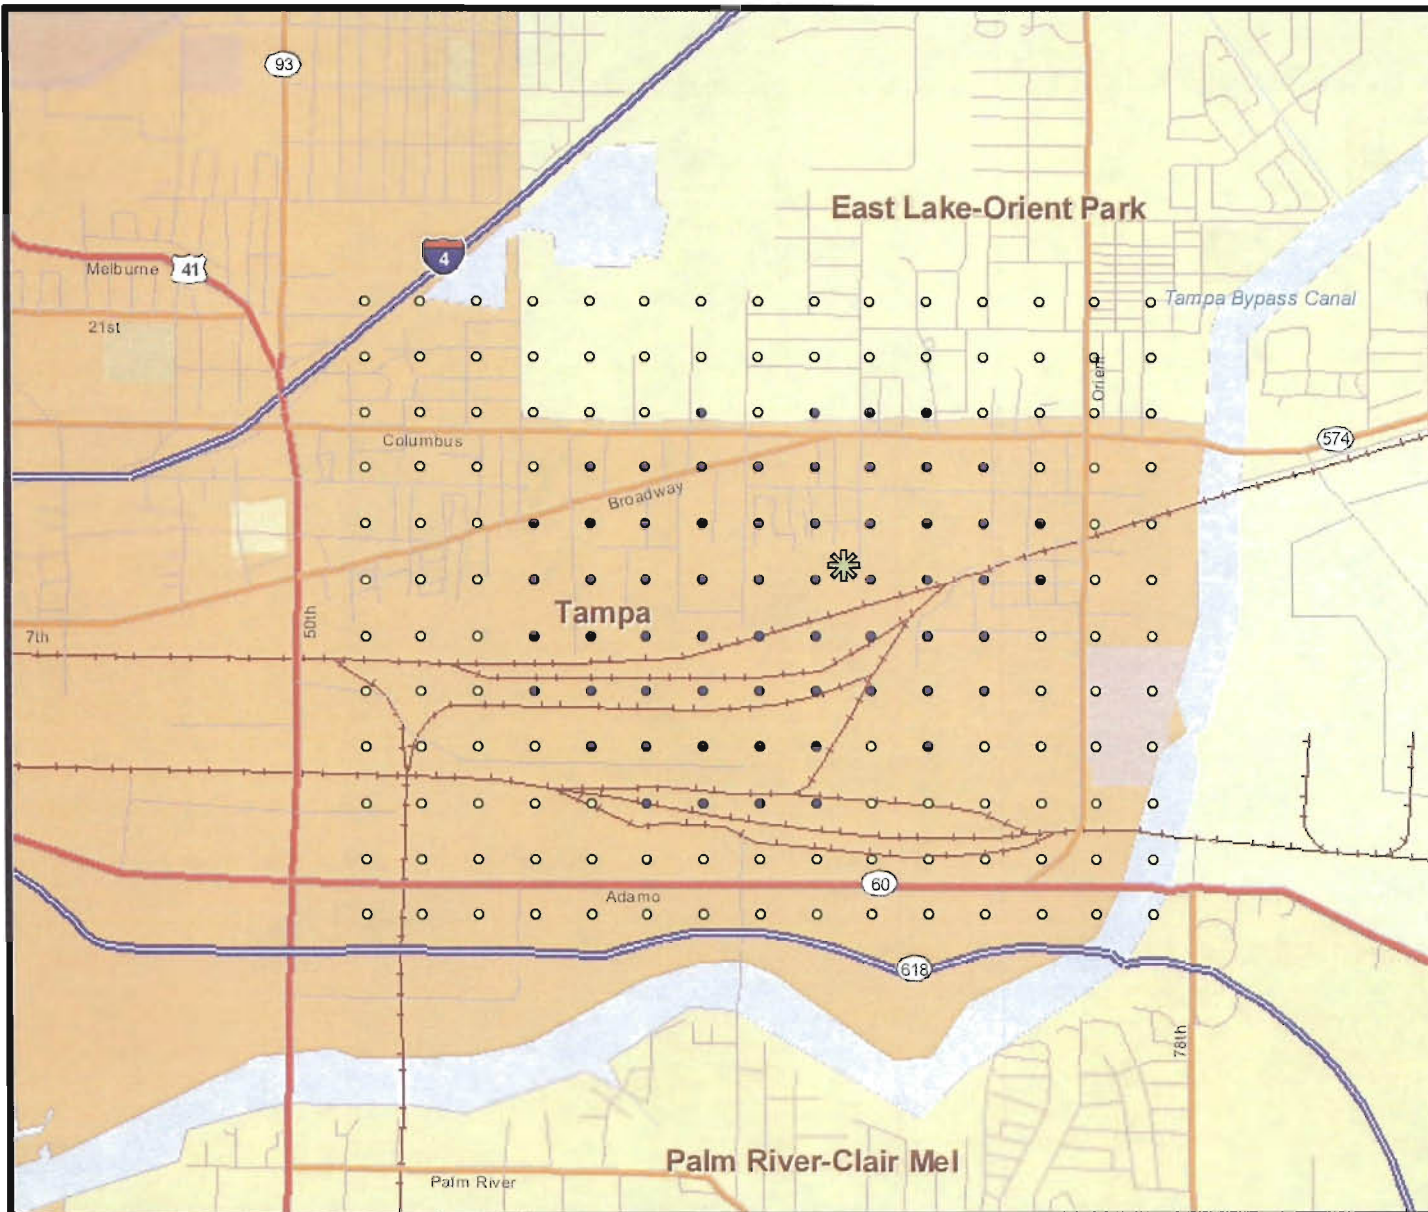 93
East Lake-Orient Park
4
Melburne
41
Tampa Bypass Canal
21st
Orient
Columbus
574
Broadway
Tampa
50th
7th
60
Adamo
618
78th
Palm River-Clair Mel
Palm River